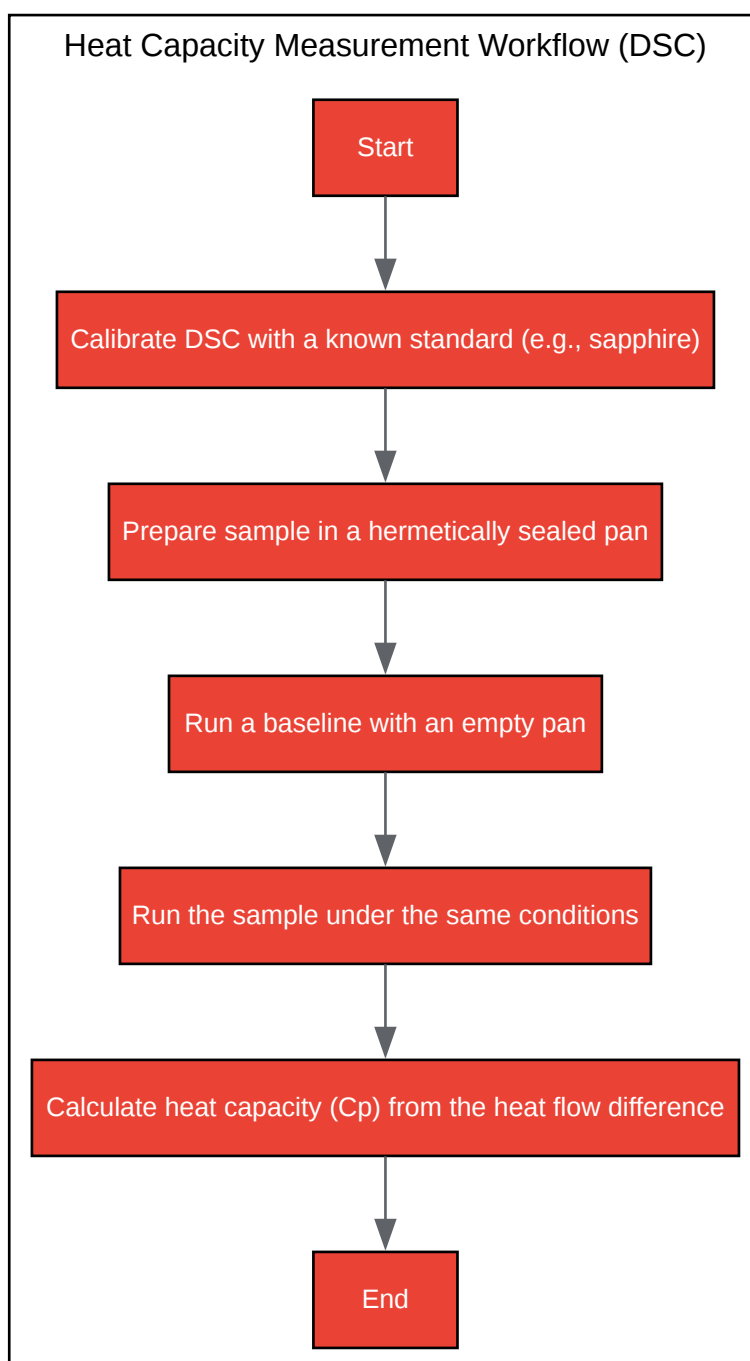 Heat Capacity Measurement Workflow (DSC)
Start
Calibrate DSC with a known standard (e.g., sapphire)
Prepare sample in a hermetically sealed pan
Run a baseline with an empty pan
Run the sample under the same conditions
Calculate heat capacity (Cp) from the heat flow difference
End